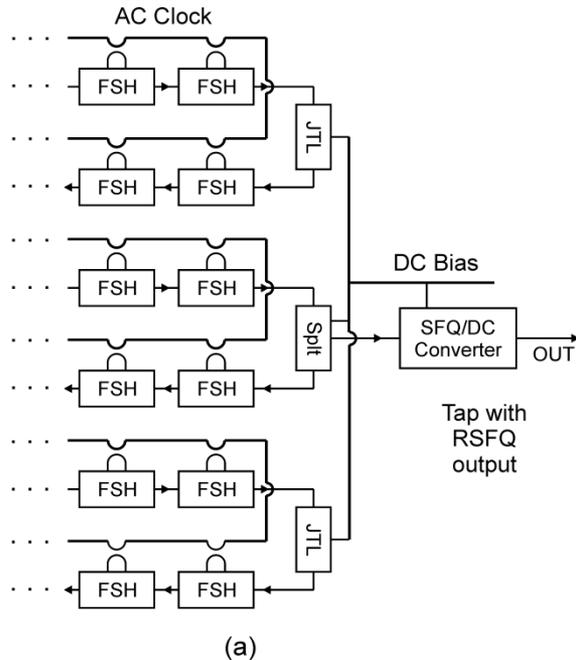 AC Clock
FSH FSH
JTL
FSH FSH
FSH FSH
DC Bias
Splt
SFQ/DC
Converter
OUT
FSH FSH
Tap with
RSFQ
output
FSH FSH
JTL
FSH FSH
(a)